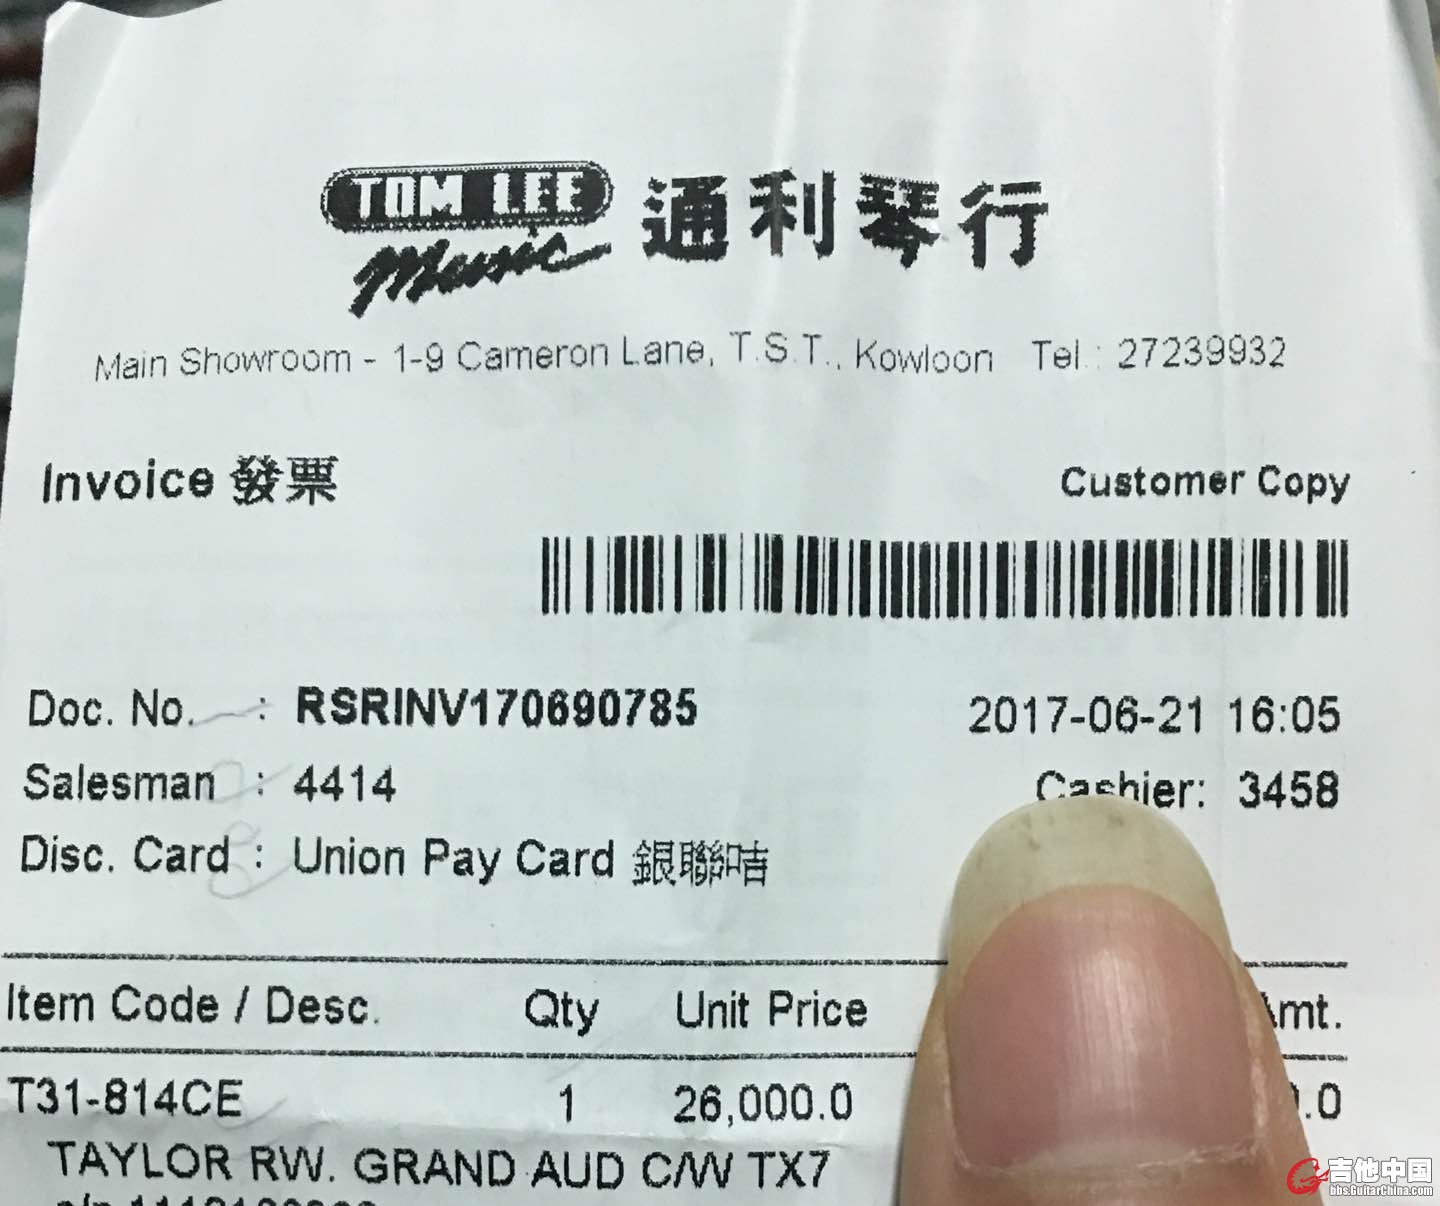 TOM LEE Music 通利琴行
Main Showroom - 1-9 Cameron Lane, T.S.T., Kowloon Tel.: 27239932
Invoice 發票 Customer Copy
Doc. No. : RSRINV170690785 2017-06-21 16:05
Salesman : 4414 Cashier: 3458
Disc. Card : Union Pay Card 銀聯咭
Item Code / Desc. Qty Unit Price Amt.
T31-814CE 1 26,000.0 .0
TAYLOR RW. GRAND AUD C/W TX7
吉他中国
bbs.GuitarChina.com